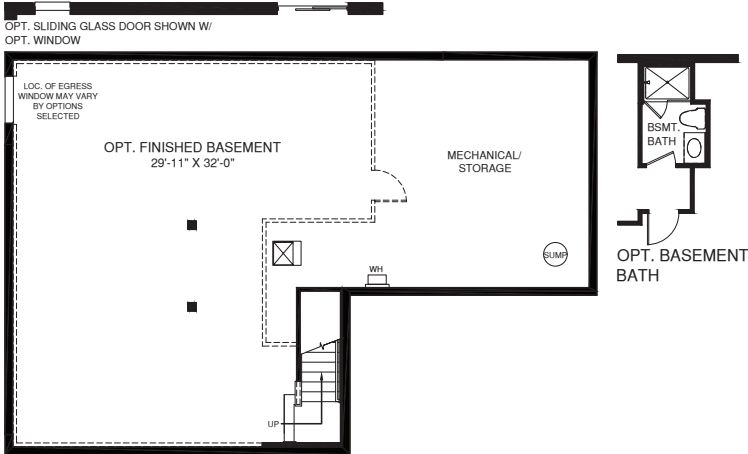 OPT. SLIDING GLASS DOOR SHOWN W/
OPT. WINDOW
LOC. OF EGRESS
WINDOW MAY VARY
BY OPTIONS
SELECTED
OPT. FINISHED BASEMENT
29'-11" X 32'-0"
MECHANICAL/
STORAGE
SUMP
WH
UP
BSMT.
BATH
OPT. BASEMENT
BATH